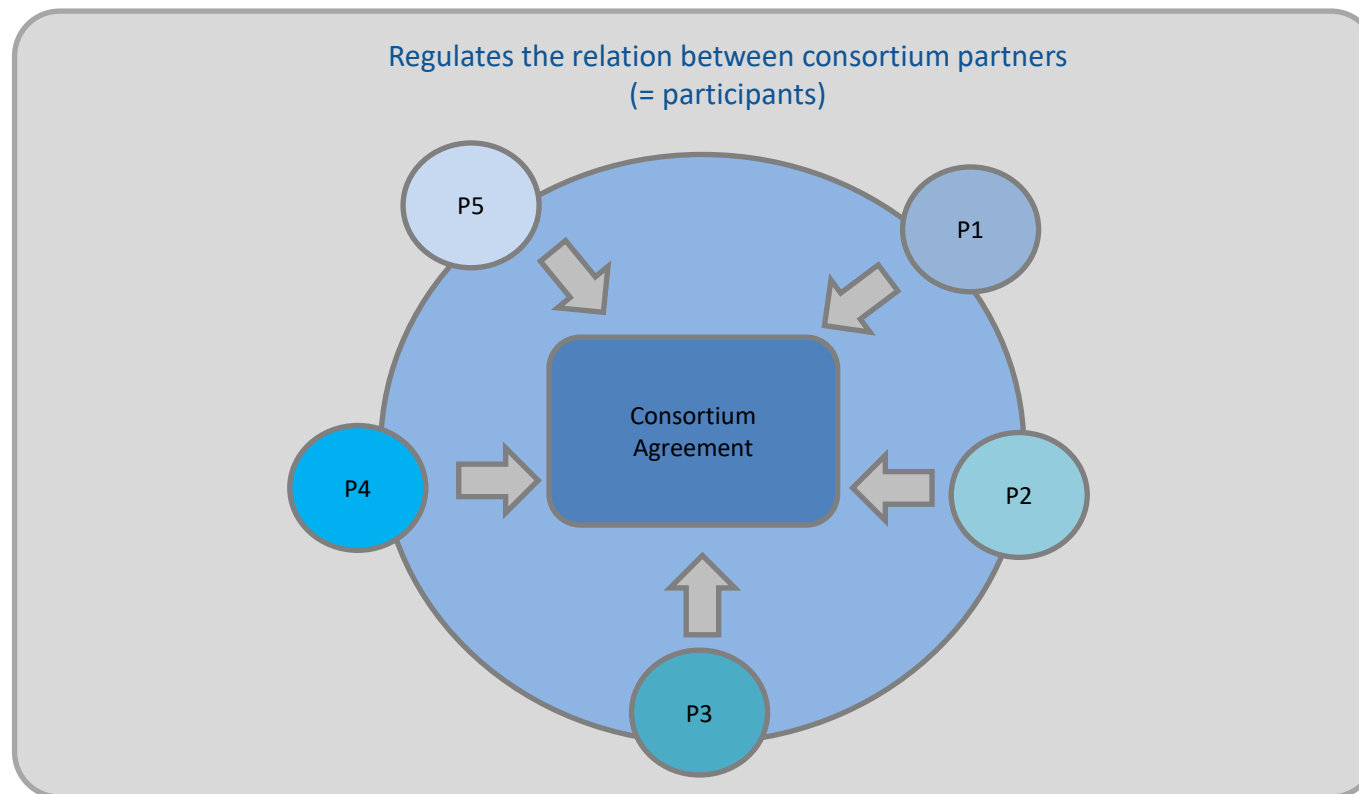 Regulates the relation between consortium partners
(= participants)
P5
P1
Consortium
Agreement
P4
P2
P3